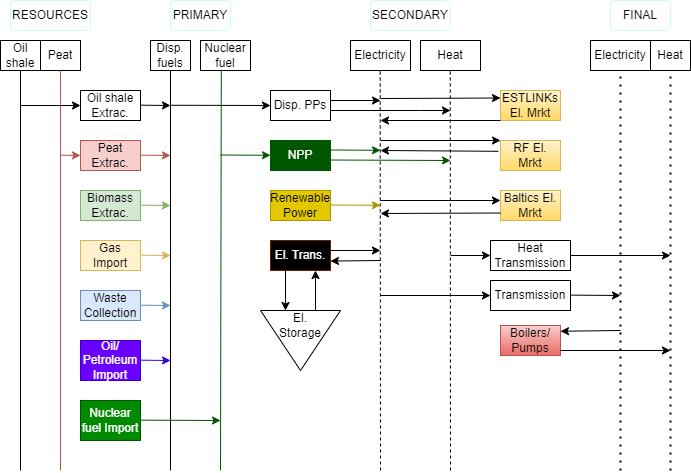 RESOURCES
PRIMARY
SECONDARY
FINAL
Oil
shale
Peat
Disp.
fuels
Nuclear
fuel
Electricity
Heat
Electricity
Heat
Oil shale
Extrac.
Disp. PPs
ESTLINKs
El. Mrkt
Peat
Extrac.
NPP
RF El.
Mrkt
Biomass
Extrac.
Renewable
Power
Baltics El.
Mrkt
Gas
Import
El. Trans.
Heat
Transmission
Waste
Collection
El.
Storage
Transmission
Oil/
Petroleum
Import
Boilers/
Pumps
Nuclear
fuel Import